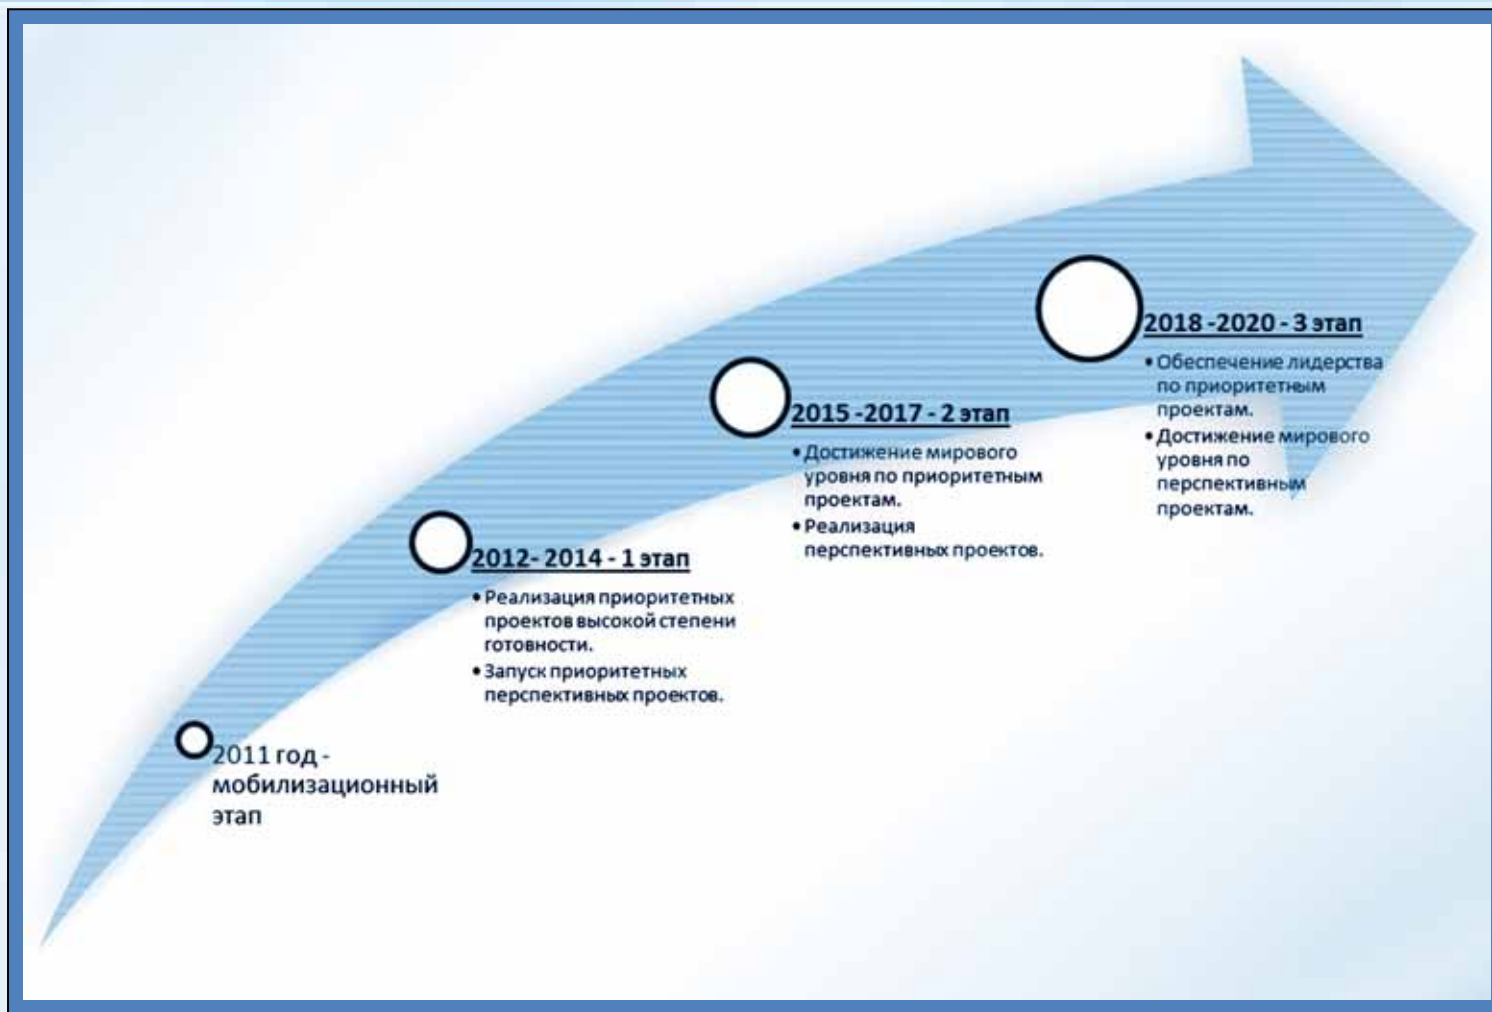 2011 год -
мобилизационный
этап
2012- 2014 - 1 этап
• Реализация приоритетных
проектов высокой степени
готовности.
• Запуск приоритетных
перспективных проектов.
2015 -2017 - 2 этап
• Достижение мирового
уровня по приоритетным
проектам.
• Реализация
перспективных проектов.
2018 -2020 - 3 этап
• Обеспечение лидерства
по приоритетным
проектам.
• Достижение мирового
уровня по
перспективным
проектам.